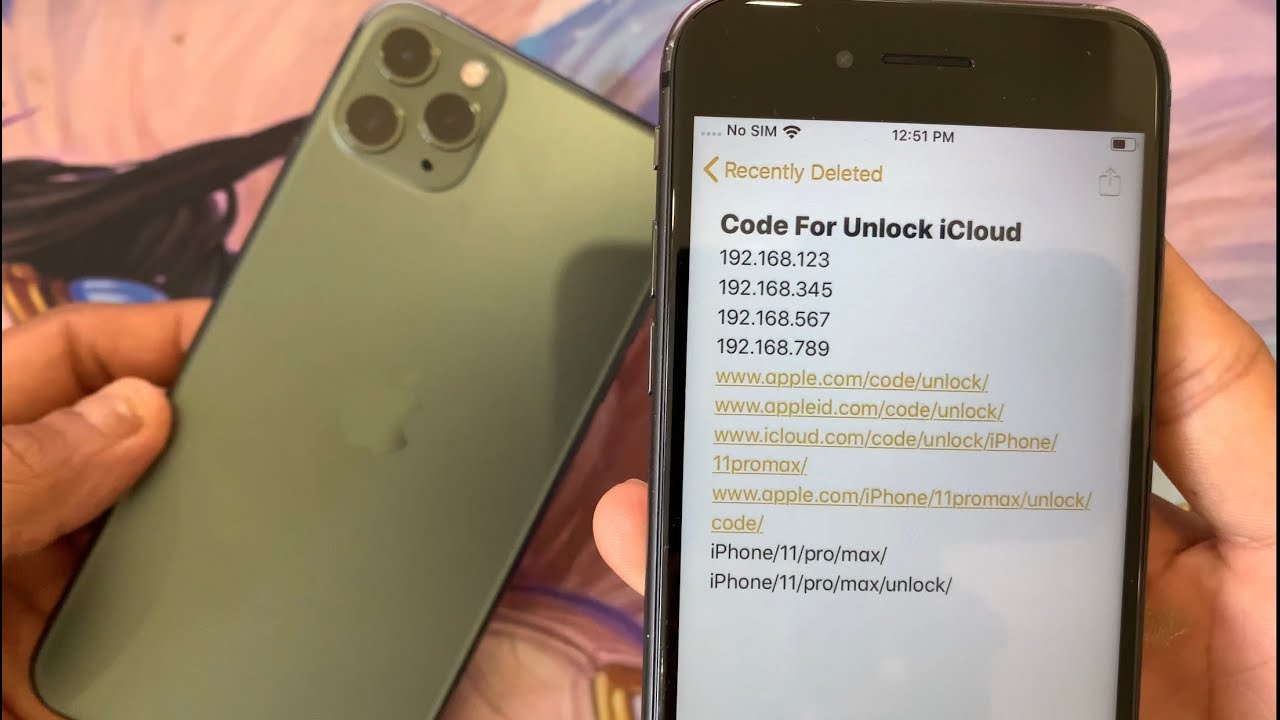 No SIM
12:51 PM
Recently Deleted
Code For Unlock iCloud
192.168.123
192.168.345
192.168.567
192.168.789
www.apple.com/code/unlock/
www.appleid.com/code/unlock/
www.icloud.com/code/unlock/iPhone/
11promax/
www.apple.com/iPhone/11promax/unlock/
code/
iPhone/11/pro/max/
iPhone/11/pro/max/unlock/